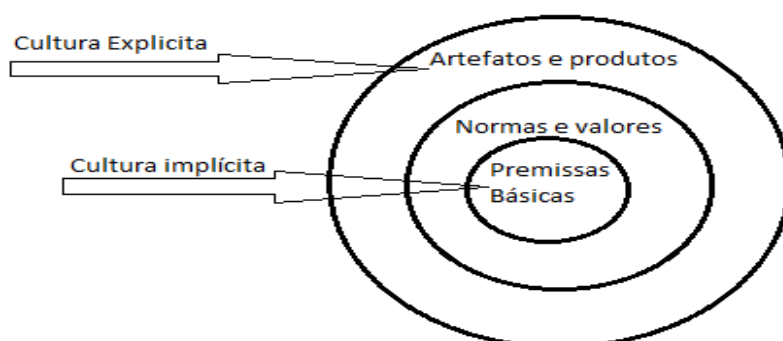 Cultura Explicita
Artefatos e produtos
Normas e valores
Cultura implícita
Premissas
Básicas